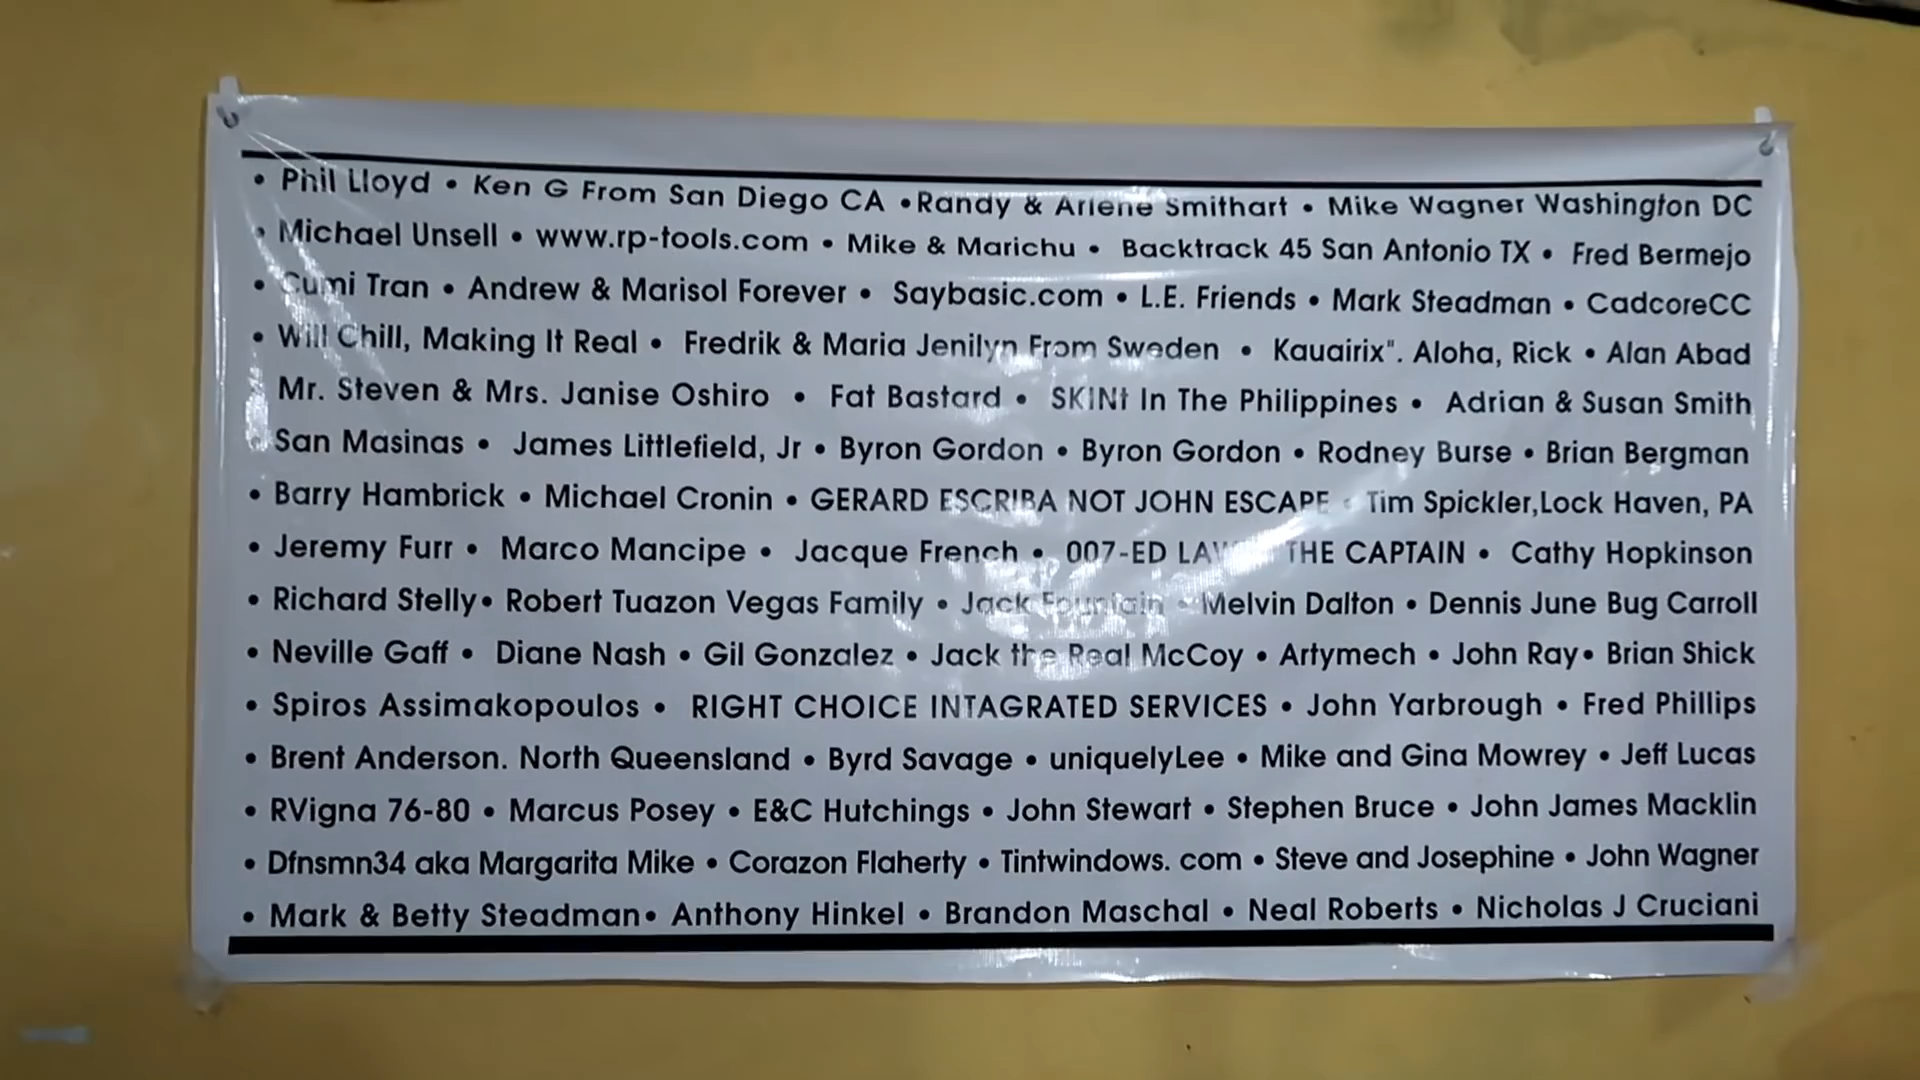 • Phil Lloyd • Ken G From San Diego CA • Randy & Arlene Smithart • Mike Wagner Washington DC
• Michael Unsell • www.rp-tools.com • Mike & Marichu • Backtrack 45 San Antonio TX • Fred Bermejo
• Cumi Tran • Andrew & Marisol Forever • Saybasic.com • L.E. Friends • Mark Steadman • CadcoreCC
• Will Chill, Making It Real • Fredrik & Maria Jenilyn From Sweden • Kauairix". Aloha, Rick • Alan Abad
Mr. Steven & Mrs. Janise Oshiro • Fat Bastard • SKINt In The Philippines • Adrian & Susan Smith
• San Masinas • James Littlefield, Jr • Byron Gordon • Byron Gordon • Rodney Burse • Brian Bergman
• Barry Hambrick • Michael Cronin • GERARD ESCRIBA NOT JOHN ESCAPE • Tim Spickler,Lock Haven, PA
• Jeremy Furr • Marco Mancipe • Jacque French • 007-ED THE CAPTAIN • Cathy Hopkinson
• Richard Stelly • Robert Tuazon Vegas Family • Jack Fountain • Melvin Dalton • Dennis June Bug Carroll
• Neville Gaff • Diane Nash • Gil Gonzalez • Jack the Real McCoy • Artymech • John Ray • Brian Shick
• Spiros Assimakopoulos • RIGHT CHOICE INTAGRATED SERVICES • John Yarbrough • Fred Phillips
• Brent Anderson. North Queensland • Byrd Savage • uniquelyLee • Mike and Gina Mowrey • Jeff Lucas
• RVigna 76-80 • Marcus Posey • E&C Hutchings • John Stewart • Stephen Bruce • John James Macklin
• Dfnsmn34 aka Margarita Mike • Corazon Flaherty • Tintwindows. com • Steve and Josephine • John Wagner
• Mark & Betty Steadman • Anthony Hinkel • Brandon Maschal • Neal Roberts • Nicholas J Cruciani